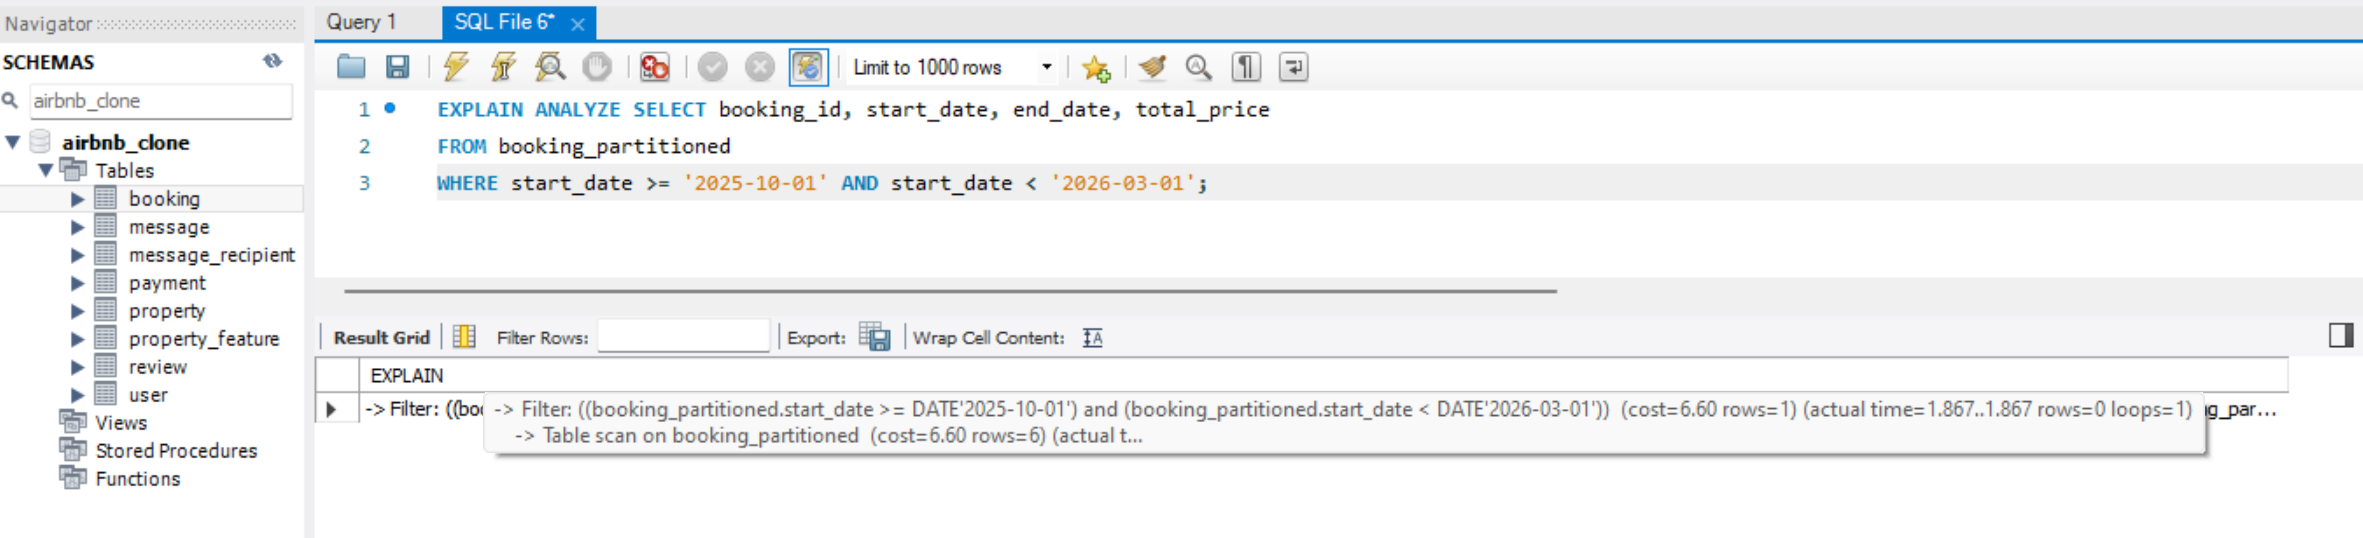 Navigator
SCHEMAS
airbnb_clone
airbnb_clone
Tables
booking
message
message_recipient
payment
property
property_feature
review
user
Views
Stored Procedures
Functions
Query 1
SQL File 6*
Limit to 1000 rows
1 EXPLAIN ANALYZE SELECT booking_id, start_date, end_date, total_price
2 FROM booking_partitioned
3 WHERE start_date >= '2025-10-01' AND start_date < '2026-03-01';
Result Grid Filter Rows: Export: Wrap Cell Content:
EXPLAIN
-> Filter: ((boo
-> Filter: ((booking_partitioned.start_date >= DATE'2025-10-01') and (booking_partitioned.start_date < DATE'2026-03-01')) (cost=6.60 rows=1) (actual time=1.867..1.867 rows=0 loops=1)
g_par...
-> Table scan on booking_partitioned (cost=6.60 rows=6) (actual t...